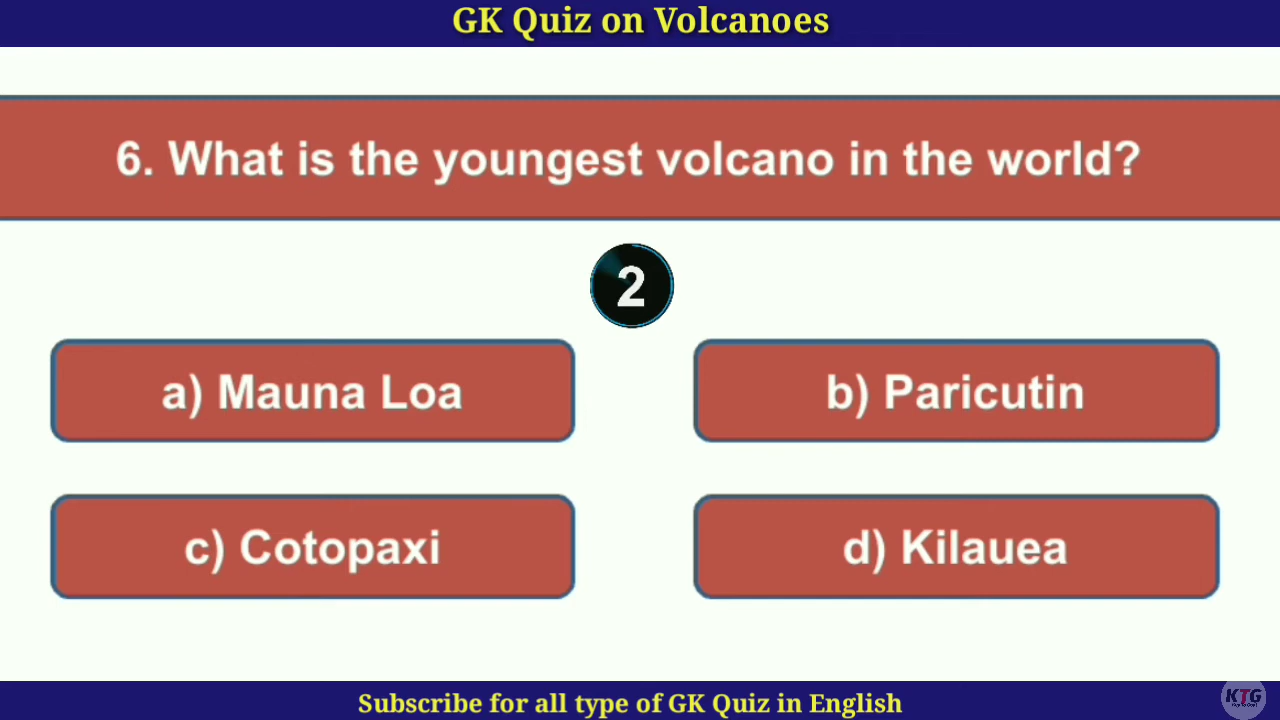 GK Quiz on Volcanoes
6. What is the youngest volcano in the world?
2
a) Mauna Loa
b) Paricutin
c) Cotopaxi
d) Kilauea
Subscribe for all type of GK Quiz in English
KTG